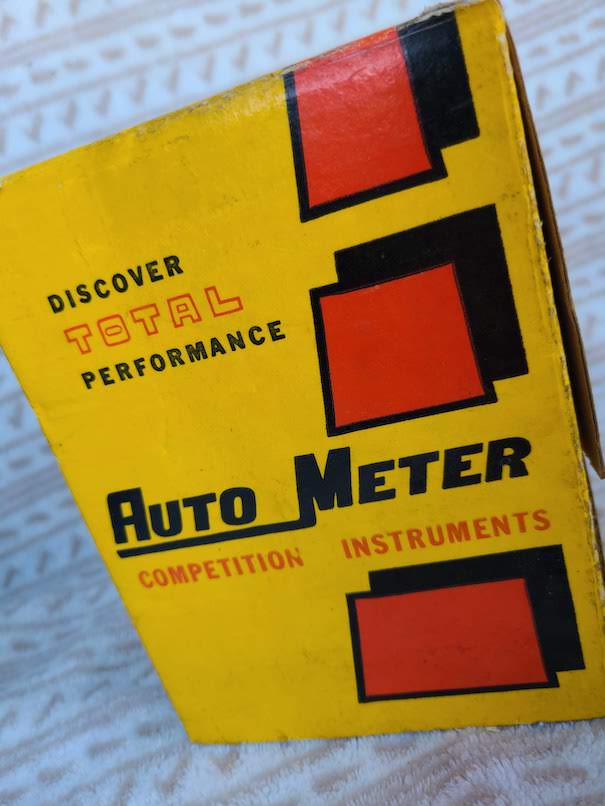 DISCOVER
TOTAL
PERFORMANCE
AUTO METER
COMPETITION INSTRUMENTS